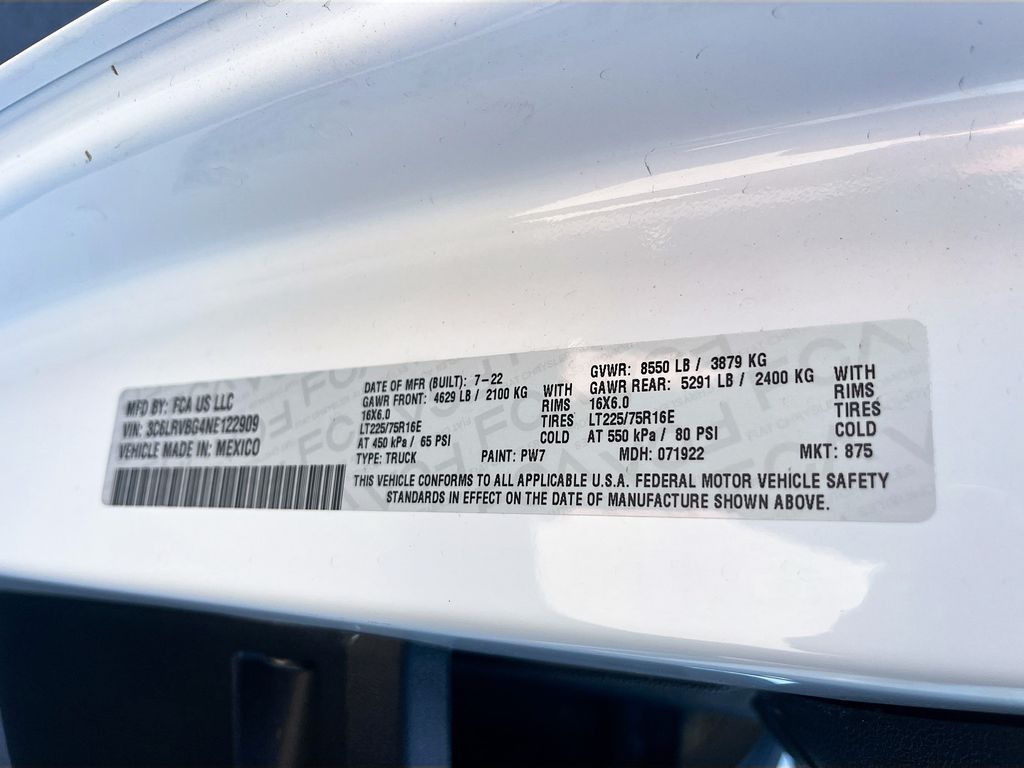 MFD BY: FCA US LLC
VIN: 3C6LRVBG4NE122909
VEHICLE MADE IN: MEXICO
DATE OF MFR (BUILT): 7-22
GAWR FRONT: 4629 LB / 2100 KG WITH
16X6.0 RIMS
LT225/75R16E TIRES
AT 450 kPa / 65 PSI COLD
TYPE: TRUCK PAINT: PW7
GVWR: 8550 LB / 3879 KG
GAWR REAR: 5291 LB / 2400 KG WITH
16X6.0 RIMS
LT225/75R16E TIRES
AT 550 kPa / 80 PSI COLD
MDH: 071922 MKT: 875
THIS VEHICLE CONFORMS TO ALL APPLICABLE U.S.A. FEDERAL MOTOR VEHICLE SAFETY
STANDARDS IN EFFECT ON THE DATE OF MANUFACTURE SHOWN ABOVE.